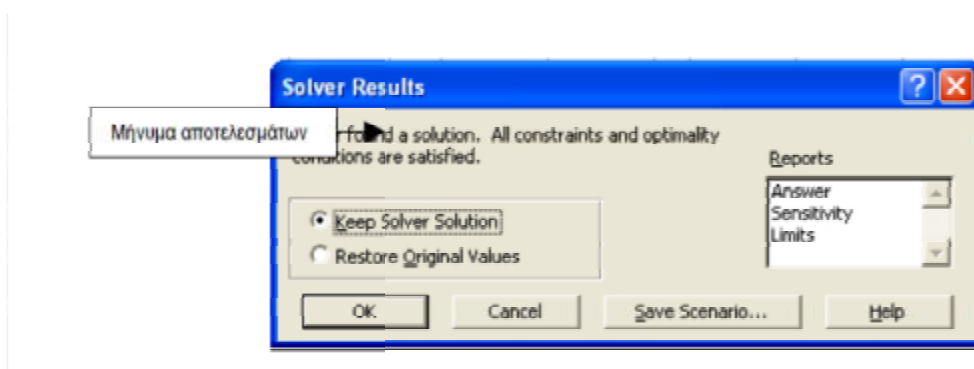 Solver Results
Μήνυμα αποτελεσμάτων
found a solution. All constraints and optimality
conditions are satisfied.
Reports
Answer
Sensitivity
Limits
Keep Solver Solution
Restore Original Values
OK
Cancel
Save Scenario...
Help